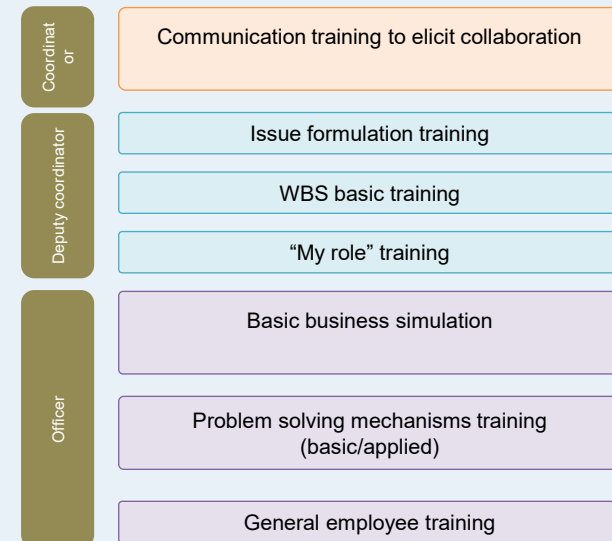 Coordinat
or
Communication training to elicit collaboration
Deputy coordinator
Issue formulation training
WBS basic training
“My role” training
Officer
Basic business simulation
Problem solving mechanisms training
(basic/applied)
General employee training